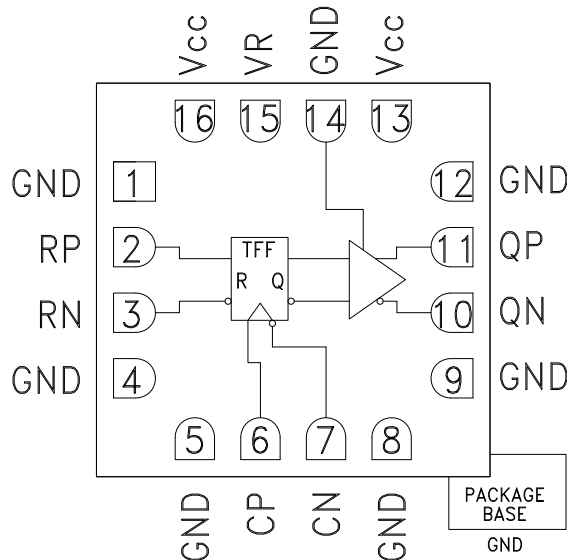 Vcc VR GND Vcc
16 15 14 13
GND 1 12 GND
RP 2 TFF 11 QP
R Q
RN 3 10 QN
GND 4 9 GND
5 6 7 8
GND CP CN GND
PACKAGE
BASE
GND